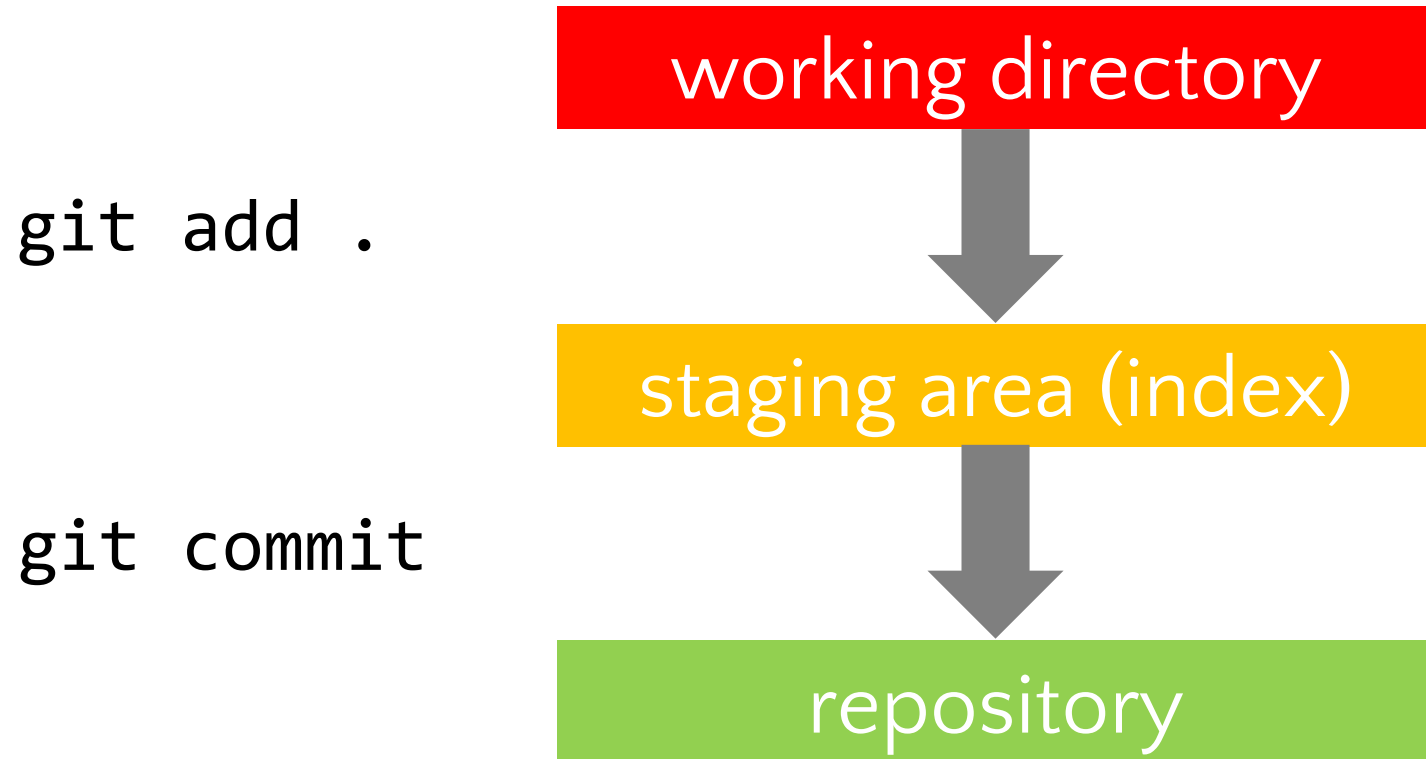 working directory
git add .
staging area (index)
git commit
repository